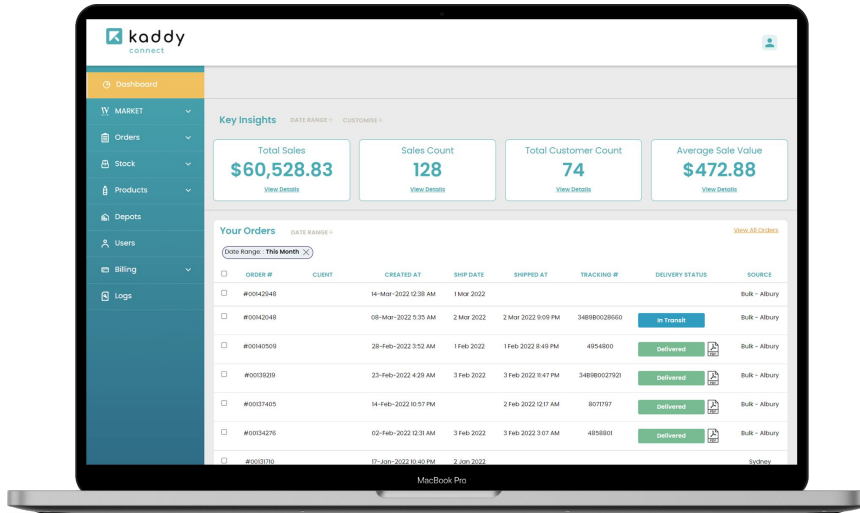 kaddy
connect
Dashboard
MARKET
Orders
Stock
Products
Depots
Users
Billing
Logs
Key Insights DATE RANGE CUSTOMISE
Total Sales
$60,528.83
View Details
Sales Count
128
View Details
Total Customer Count
74
View Details
Average Sale Value
$472.88
View Details
Your Orders DATE RANGE View All Orders
Date Range: : This Month
ORDER # CLIENT CREATED AT SHIP DATE SHIPPED AT TRACKING # DELIVERY STATUS SOURCE
#00142948 14-Mar-2022 12:38 AM 1 Mar 2022 Bulk - Albury
#00142048 08-Mar-2022 5:35 AM 2 Mar 2022 2 Mar 2022 9:09 PM 34B9B0028660 In Transit Bulk - Albury
#00140509 28-Feb-2022 3:52 AM 1 Feb 2022 1 Feb 2022 8:49 PM 4954800 Delivered Bulk - Albury
#00139219 23-Feb-2022 4:29 AM 3 Feb 2022 3 Feb 2022 11:47 PM 34B9B0027921 Delivered Bulk - Albury
#00137405 14-Feb-2022 10:57 PM 2 Feb 2022 12:17 AM 8071797 Delivered Bulk - Albury
#00134276 02-Feb-2022 12:31 AM 3 Feb 2022 3 Feb 2022 3:07 AM 4858801 Delivered Bulk - Albury
#00131710 17-Jan-2022 10:40 PM 2 Jan 2022 Sydney
MacBook Pro